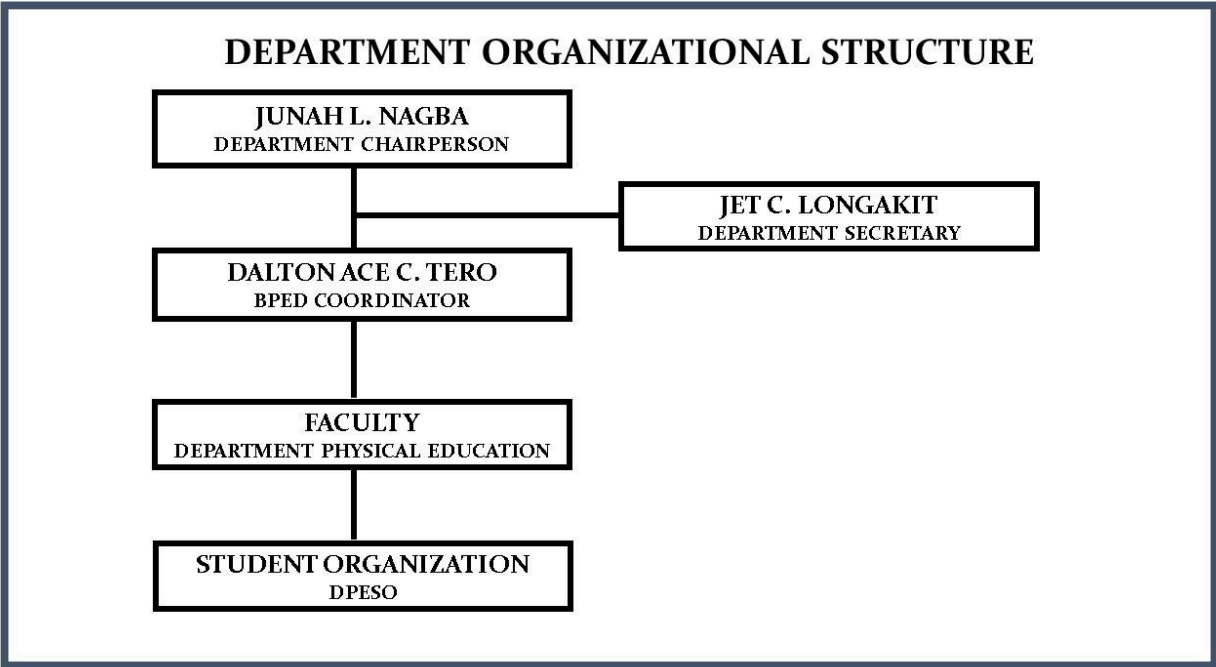 DEPARTMENT ORGANIZATIONAL STRUCTURE
JUNAH L. NAGBA
DEPARTMENT CHAIRPERSON
JET C. LONGAKIT
DEPARTMENT SECRETARY
DALTON ACE C. TERO
BPED COORDINATOR
FACULTY
DEPARTMENT PHYSICAL EDUCATION
STUDENT ORGANIZATION
DPESO